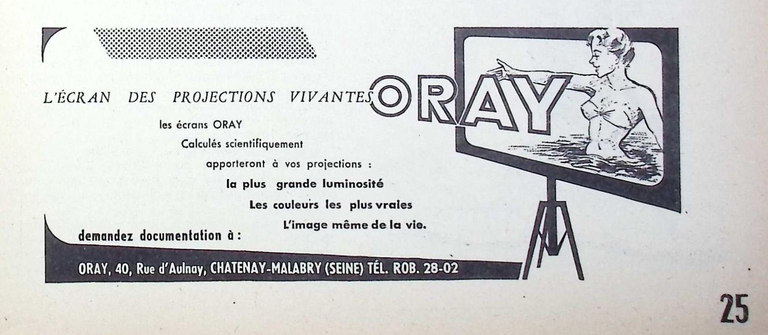 L'ÉCRAN DES PROJECTIONS VIVANTES ORAY
les écrans ORAY
Calculés scientifiquement
apporteront à vos projections :
la plus grande luminosité
Les couleurs les plus vraies
L'image même de la vie.
demandez documentation à :
ORAY, 40, Rue d'Aulnay, CHATENAY-MALABRY (SEINE) TÉL. ROB. 28-02
25